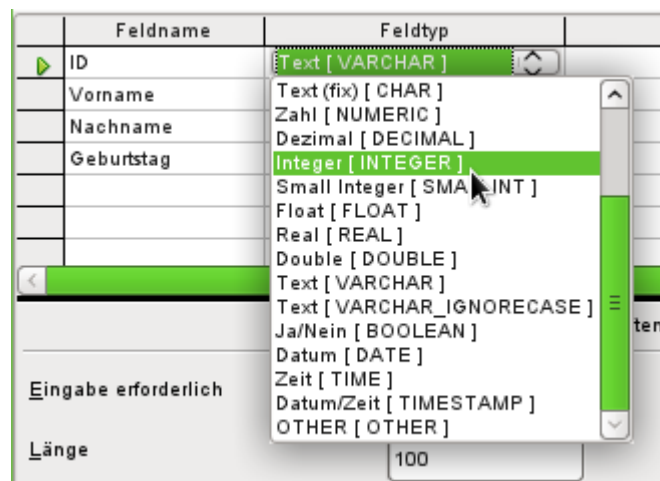 Feldname Feldtyp
ID Text [ VARCHAR ]
Vorname
Nachname
Geburtstag
Text (fix) [ CHAR ]
Zahl [ NUMERIC ]
Dezimal [ DECIMAL ]
Integer [ INTEGER ]
Small Integer [ SMALLINT ]
Float [ FLOAT ]
Real [ REAL ]
Double [ DOUBLE ]
Text [ VARCHAR ]
Text [ VARCHAR_IGNORECASE ]
Ja/Nein [ BOOLEAN ]
Datum [ DATE ]
Zeit [ TIME ]
Datum/Zeit [ TIMESTAMP ]
OTHER [ OTHER ]
ten
Eingabe erforderlich
Länge 100